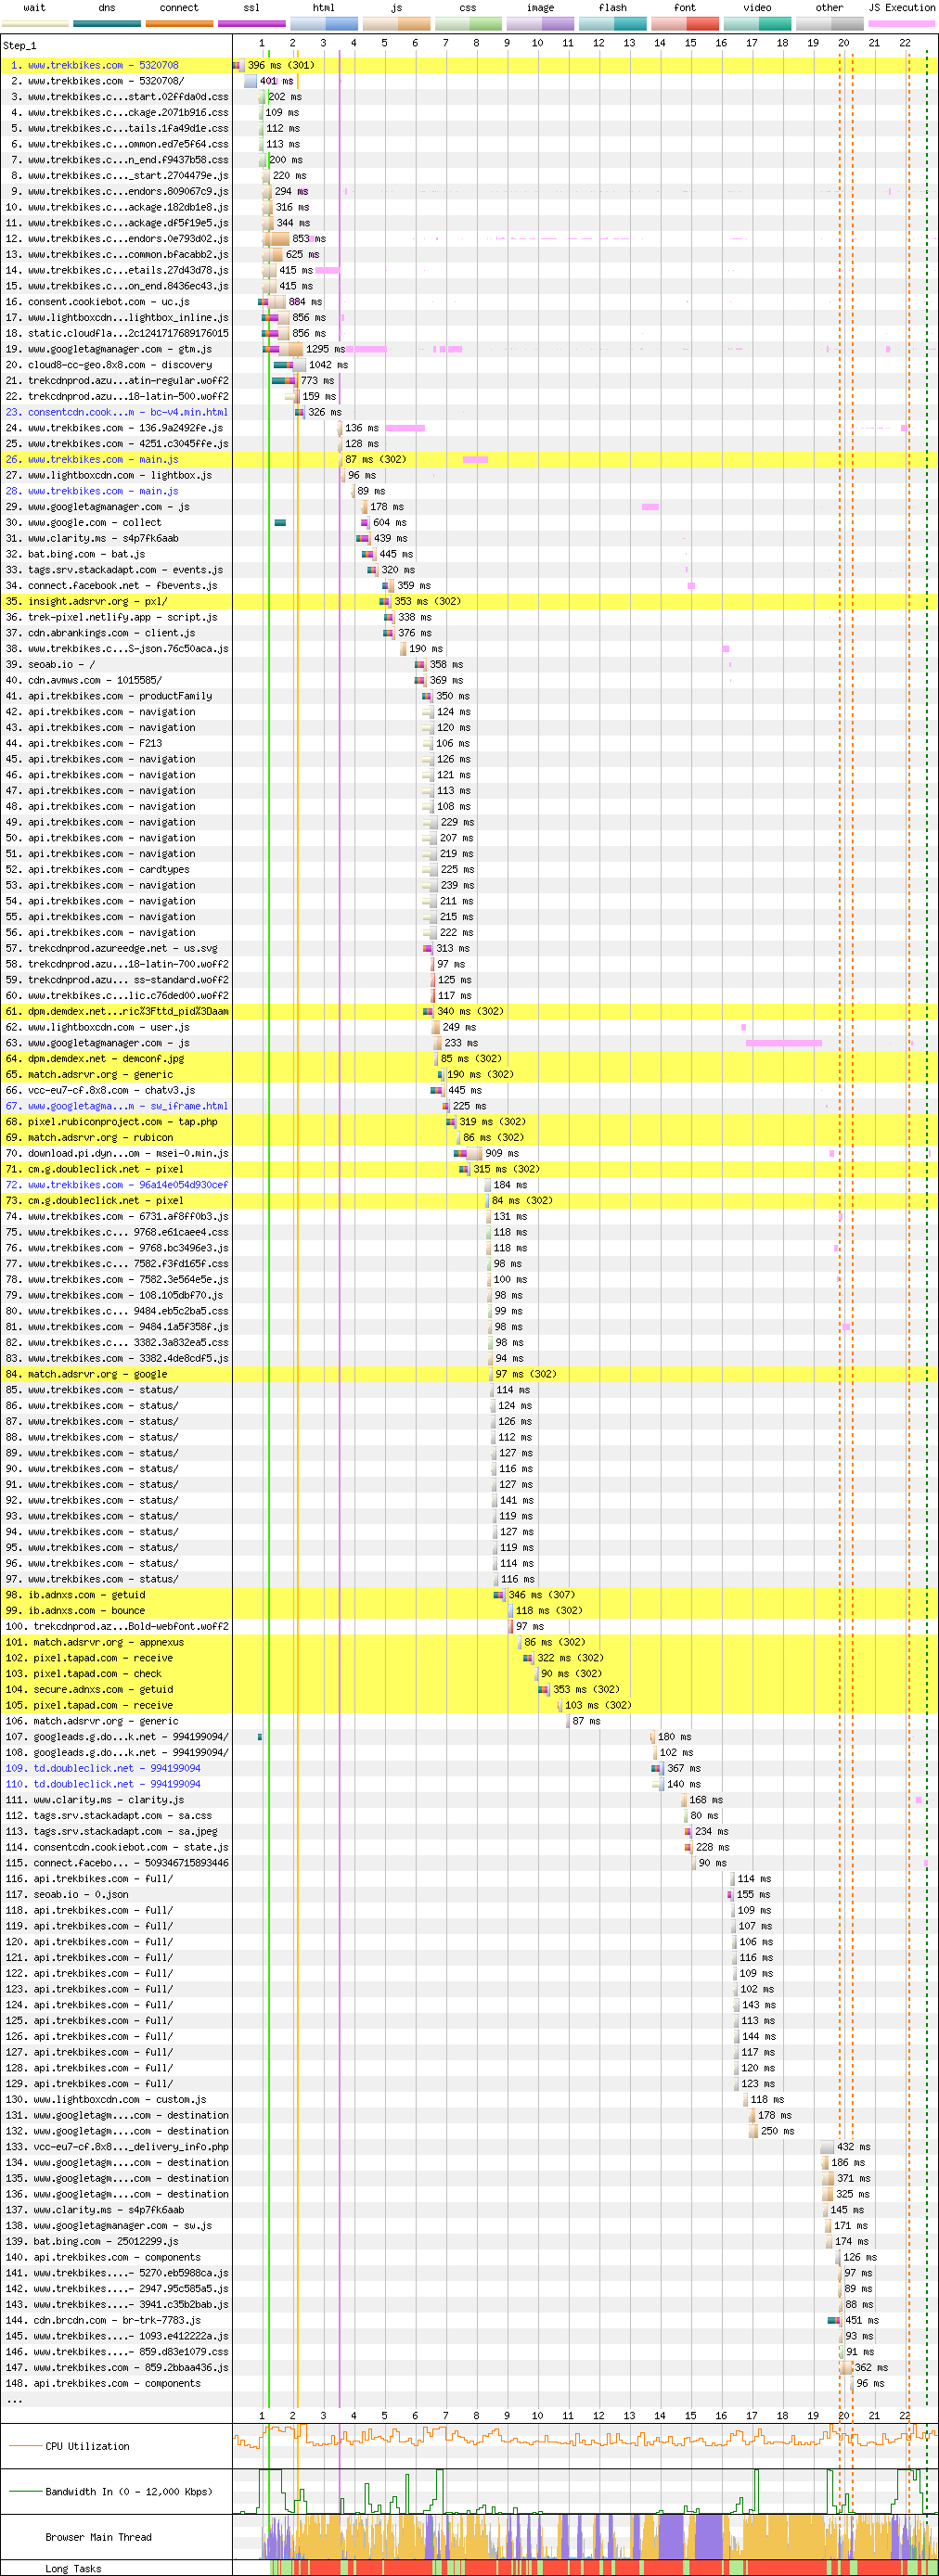 wait dns connect ssl html js css image flash font video other JS Execution
Step_1 1 2 3 4 5 6 7 8 9 10 11 12 13 14 15 16 17 18 19 20 21 22
1. www.trekbikes.com - 5320708 396 ms (301)
2. www.trekbikes.com - 5320708/ 401 ms
3. www.trekbikes.c...start.02ffda0d.css 202 ms
4. www.trekbikes.c...ckage.2071b916.css 109 ms
5. www.trekbikes.c...tails.1fa49d1e.css 112 ms
6. www.trekbikes.c...ommon.ed7e5f64.css 113 ms
7. www.trekbikes.c...n_end.f9437b58.css 200 ms
8. www.trekbikes.c..._start.2704479e.js 220 ms
9. www.trekbikes.c...endors.809067c9.js 294 ms
10. www.trekbikes.c...ackage.182db1e8.js 316 ms
11. www.trekbikes.c...ackage.df5f19e5.js 344 ms
12. www.trekbikes.c...endors.0e793d02.js 853 ms
13. www.trekbikes.c...common.bfacabb2.js 625 ms
14. www.trekbikes.c...etails.27d43d78.js 415 ms
15. www.trekbikes.c...on_end.8436ec43.js 415 ms
16. consent.cookiebot.com - uc.js 884 ms
17. www.lightboxcdn...lightbox_inline.js 856 ms
18. static.cloudfla...2c1241717689176015 856 ms
19. www.googletagmanager.com - gtm.js 1295 ms
20. cloud8-cc-geo.8x8.com - discovery 1042 ms
21. trekcdnprod.azu...atin-regular.woff2 773 ms
22. trekcdnprod.azu...18-latin-500.woff2 159 ms
23. consentcdn.cook...m - bc-v4.min.html 326 ms
24. www.trekbikes.com - 136.9a2492fe.js 136 ms
25. www.trekbikes.com - 4251.c3045ffe.js 128 ms
26. www.trekbikes.com - main.js 87 ms (302)
27. www.lightboxcdn.com - lightbox.js 96 ms
28. www.trekbikes.com - main.js 89 ms
29. www.googletagmanager.com - js 178 ms
30. www.google.com - collect 604 ms
31. www.clarity.ms - s4p7fk6aab 439 ms
32. bat.bing.com - bat.js 445 ms
33. tags.srv.stackadapt.com - events.js 320 ms
34. connect.facebook.net - fbevents.js 359 ms
35. insight.adsrvr.org - pxl/ 353 ms (302)
36. trek-pixel.netlify.app - script.js 338 ms
37. cdn.abrankings.com - client.js 376 ms
38. www.trekbikes.c...S-json.76c50aca.js 190 ms
39. seoab.io - / 358 ms
40. cdn.avmws.com - 1015585/ 369 ms
41. api.trekbikes.com - productFamily 350 ms
42. api.trekbikes.com - navigation 124 ms
43. api.trekbikes.com - navigation 120 ms
44. api.trekbikes.com - F213 106 ms
45. api.trekbikes.com - navigation 126 ms
46. api.trekbikes.com - navigation 121 ms
47. api.trekbikes.com - navigation 113 ms
48. api.trekbikes.com - navigation 108 ms
49. api.trekbikes.com - navigation 229 ms
50. api.trekbikes.com - navigation 207 ms
51. api.trekbikes.com - navigation 219 ms
52. api.trekbikes.com - cardtypes 225 ms
53. api.trekbikes.com - navigation 239 ms
54. api.trekbikes.com - navigation 211 ms
55. api.trekbikes.com - navigation 215 ms
56. api.trekbikes.com - navigation 222 ms
57. trekcdnprod.azureedge.net - us.svg 313 ms
58. trekcdnprod.azu...18-latin-700.woff2 97 ms
59. trekcdnprod.azu... ss-standard.woff2 125 ms
60. www.trekbikes.c...lic.c76ded00.woff2 117 ms
61. dpm.demdex.net...ric%3Fttd_pid%3Daam 340 ms (302)
62. www.lightboxcdn.com - user.js 249 ms
63. www.googletagmanager.com - js 233 ms
64. dpm.demdex.net - demconf.jpg 85 ms (302)
65. match.adsrvr.org - generic 190 ms (302)
66. vcc-eu7-cf.8x8.com - chatv3.js 445 ms
67. www.googletagma...m - sw_iframe.html 225 ms
68. pixel.rubiconproject.com - tap.php 319 ms (302)
69. match.adsrvr.org - rubicon 86 ms (302)
70. download.pi.dyn...om - msei-0.min.js 909 ms
71. cm.g.doubleclick.net - pixel 315 ms (302)
72. www.trekbikes.com - 96a14e054d930cef 184 ms
73. cm.g.doubleclick.net - pixel 84 ms (302)
74. www.trekbikes.com - 6731.af8ff0b3.js 131 ms
75. www.trekbikes.c... 9768.e61caee4.css 118 ms
76. www.trekbikes.com - 9768.bc3496e3.js 118 ms
77. www.trekbikes.c... 7582.f3fd165f.css 98 ms
78. www.trekbikes.com - 7582.3e564e5e.js 100 ms
79. www.trekbikes.com - 108.105dbf70.js 98 ms
80. www.trekbikes.c... 9484.eb5c2ba5.css 99 ms
81. www.trekbikes.com - 9484.1a5f358f.js 98 ms
82. www.trekbikes.c... 3382.3a832ea5.css 98 ms
83. www.trekbikes.com - 3382.4de8cdf5.js 94 ms
84. match.adsrvr.org - google 97 ms (302)
85. www.trekbikes.com - status/ 114 ms
86. www.trekbikes.com - status/ 124 ms
87. www.trekbikes.com - status/ 126 ms
88. www.trekbikes.com - status/ 112 ms
89. www.trekbikes.com - status/ 127 ms
90. www.trekbikes.com - status/ 116 ms
91. www.trekbikes.com - status/ 127 ms
92. www.trekbikes.com - status/ 141 ms
93. www.trekbikes.com - status/ 119 ms
94. www.trekbikes.com - status/ 127 ms
95. www.trekbikes.com - status/ 119 ms
96. www.trekbikes.com - status/ 114 ms
97. www.trekbikes.com - status/ 116 ms
98. ib.adnxs.com - getuid 346 ms (307)
99. ib.adnxs.com - bounce 118 ms (302)
100. trekcdnprod.az...Bold-webfont.woff2 97 ms
101. match.adsrvr.org - appnexus 86 ms (302)
102. pixel.tapad.com - receive 322 ms (302)
103. pixel.tapad.com - check 90 ms (302)
104. secure.adnxs.com - getuid 353 ms (302)
105. pixel.tapad.com - receive 103 ms (302)
106. match.adsrvr.org - generic 87 ms
107. googleads.g.do...k.net - 994199094/ 180 ms
108. googleads.g.do...k.net - 994199094/ 102 ms
109. td.doubleclick.net - 994199094 367 ms
110. td.doubleclick.net - 994199094 140 ms
111. www.clarity.ms - clarity.js 168 ms
112. tags.srv.stackadapt.com - sa.css 80 ms
113. tags.srv.stackadapt.com - sa.jpeg 234 ms
114. consentcdn.cookiebot.com - state.js 228 ms
115. connect.facebo... - 509346715893446 90 ms
116. api.trekbikes.com - full/ 114 ms
117. seoab.io - 0.json 155 ms
118. api.trekbikes.com - full/ 109 ms
119. api.trekbikes.com - full/ 107 ms
120. api.trekbikes.com - full/ 106 ms
121. api.trekbikes.com - full/ 116 ms
122. api.trekbikes.com - full/ 109 ms
123. api.trekbikes.com - full/ 102 ms
124. api.trekbikes.com - full/ 143 ms
125. api.trekbikes.com - full/ 113 ms
126. api.trekbikes.com - full/ 144 ms
127. api.trekbikes.com - full/ 117 ms
128. api.trekbikes.com - full/ 120 ms
129. api.trekbikes.com - full/ 123 ms
130. www.lightboxcdn.com - custom.js 118 ms
131. www.googletagm....com - destination 178 ms
132. www.googletagm....com - destination 250 ms
133. vcc-eu7-cf.8x8..._delivery_info.php 432 ms
134. www.googletagm....com - destination 186 ms
135. www.googletagm....com - destination 371 ms
136. www.googletagm....com - destination 325 ms
137. www.clarity.ms - s4p7fk6aab 145 ms
138. www.googletagmanager.com - sw.js 171 ms
139. bat.bing.com - 25012299.js 174 ms
140. api.trekbikes.com - components 126 ms
141. www.trekbikes....- 5270.eb5988ca.js 97 ms
142. www.trekbikes....- 2947.95c585a5.js 89 ms
143. www.trekbikes....- 3941.c35b2bab.js 88 ms
144. cdn.brcdn.com - br-trk-7783.js 451 ms
145. www.trekbikes....- 1093.e412222a.js 93 ms
146. www.trekbikes....- 859.d83e1079.css 91 ms
147. www.trekbikes.com - 859.2bbaa436.js 362 ms
148. api.trekbikes.com - components 96 ms
...
1 2 3 4 5 6 7 8 9 10 11 12 13 14 15 16 17 18 19 20 21 22
CPU Utilization
Bandwidth In (0 - 12,000 Kbps)
Browser Main Thread
Long Tasks